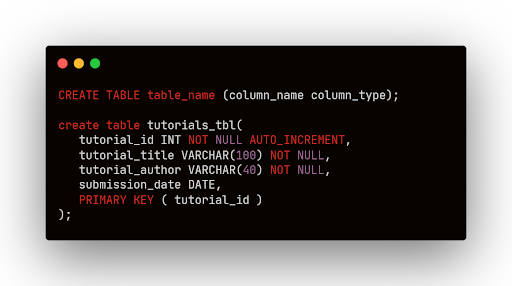 CREATE TABLE table_name (column_name column_type);
create table tutorials_tbl(
tutorial_id INT NOT NULL AUTO_INCREMENT,
tutorial_title VARCHAR(100) NOT NULL,
tutorial_author VARCHAR(40) NOT NULL,
submission_date DATE,
PRIMARY KEY ( tutorial_id )
);